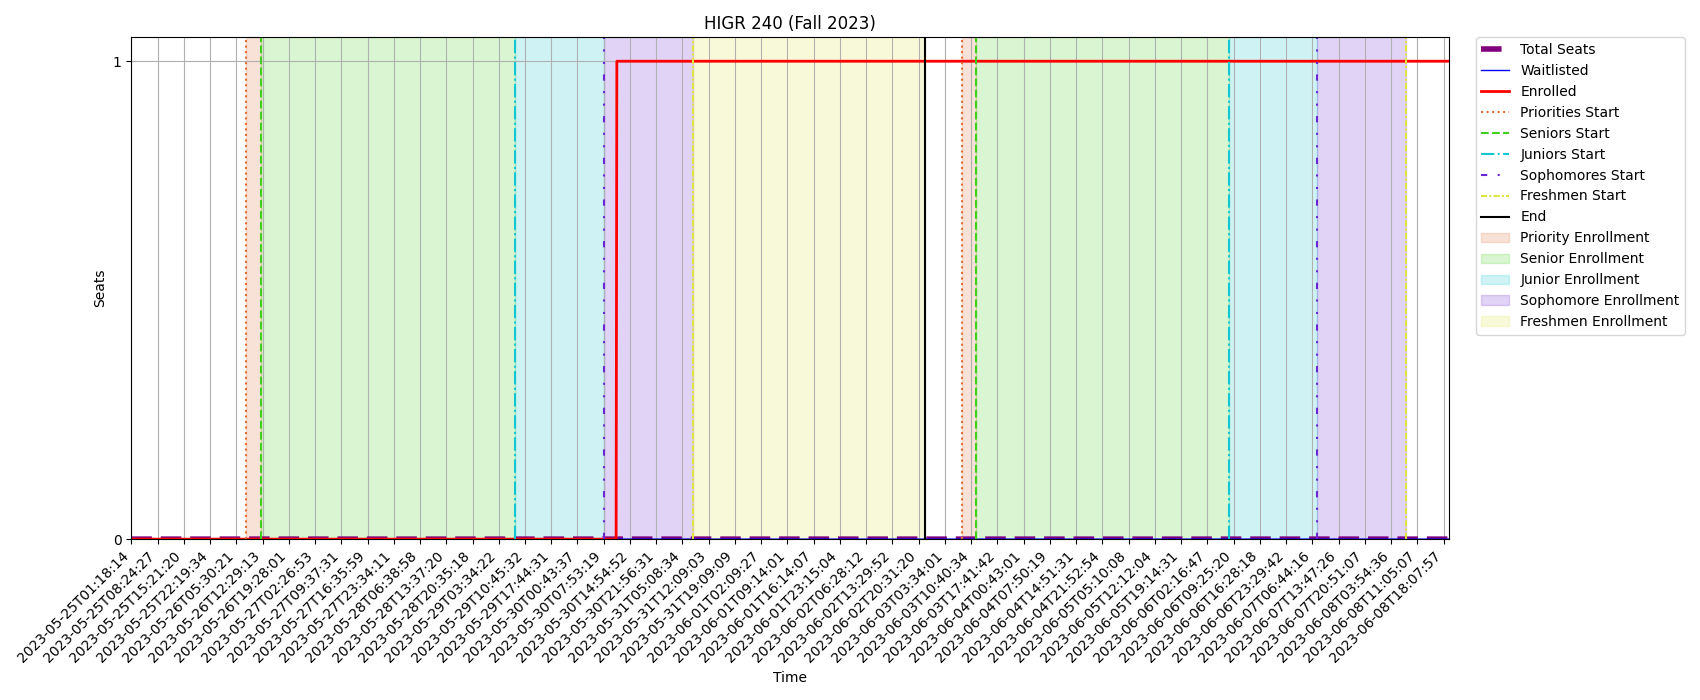 HIGR 240 (Fall 2023)
Total Seats
Waitlisted
Enrolled
Priorities Start
Seniors Start
Juniors Start
Sophomores Start
Freshmen Start
End
Priority Enrollment
Senior Enrollment
Junior Enrollment
Sophomore Enrollment
Freshmen Enrollment
Seats
1
0
2023-05-25T01:18:14
2023-05-25T08:24:27
2023-05-25T15:21:20
2023-05-25T22:19:34
2023-05-26T05:30:21
2023-05-26T12:29:13
2023-05-26T19:28:01
2023-05-27T02:26:53
2023-05-27T09:37:31
2023-05-27T16:35:59
2023-05-27T23:34:11
2023-05-28T06:38:58
2023-05-28T13:37:20
2023-05-28T20:35:18
2023-05-29T03:34:22
2023-05-29T10:45:32
2023-05-29T17:44:31
2023-05-30T00:43:37
2023-05-30T07:53:19
2023-05-30T14:54:52
2023-05-30T21:56:31
2023-05-31T05:08:34
2023-05-31T12:09:03
2023-05-31T19:09:09
2023-06-01T02:09:27
2023-06-01T09:14:01
2023-06-01T16:14:07
2023-06-01T23:15:04
2023-06-02T06:28:12
2023-06-02T13:29:52
2023-06-02T20:31:20
2023-06-03T03:34:01
2023-06-03T10:40:34
2023-06-03T17:41:42
2023-06-04T00:43:01
2023-06-04T07:50:19
2023-06-04T14:51:31
2023-06-04T21:52:54
2023-06-05T05:10:08
2023-06-05T12:12:04
2023-06-05T19:14:31
2023-06-06T02:16:47
2023-06-06T09:25:20
2023-06-06T16:28:18
2023-06-06T23:29:42
2023-06-07T06:44:16
2023-06-07T13:47:26
2023-06-07T20:51:07
2023-06-08T03:54:36
2023-06-08T11:05:07
2023-06-08T18:07:57
Time